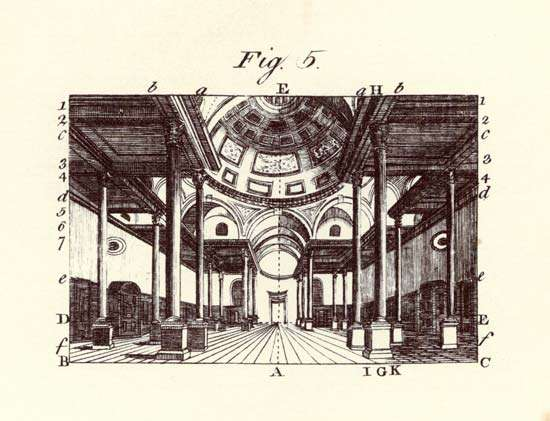 Fig. 5.
b a E a H b
1 1
2 2
c c
3 3
4 4
d d
5
6
7
e e
D E
f f
B A I G K C